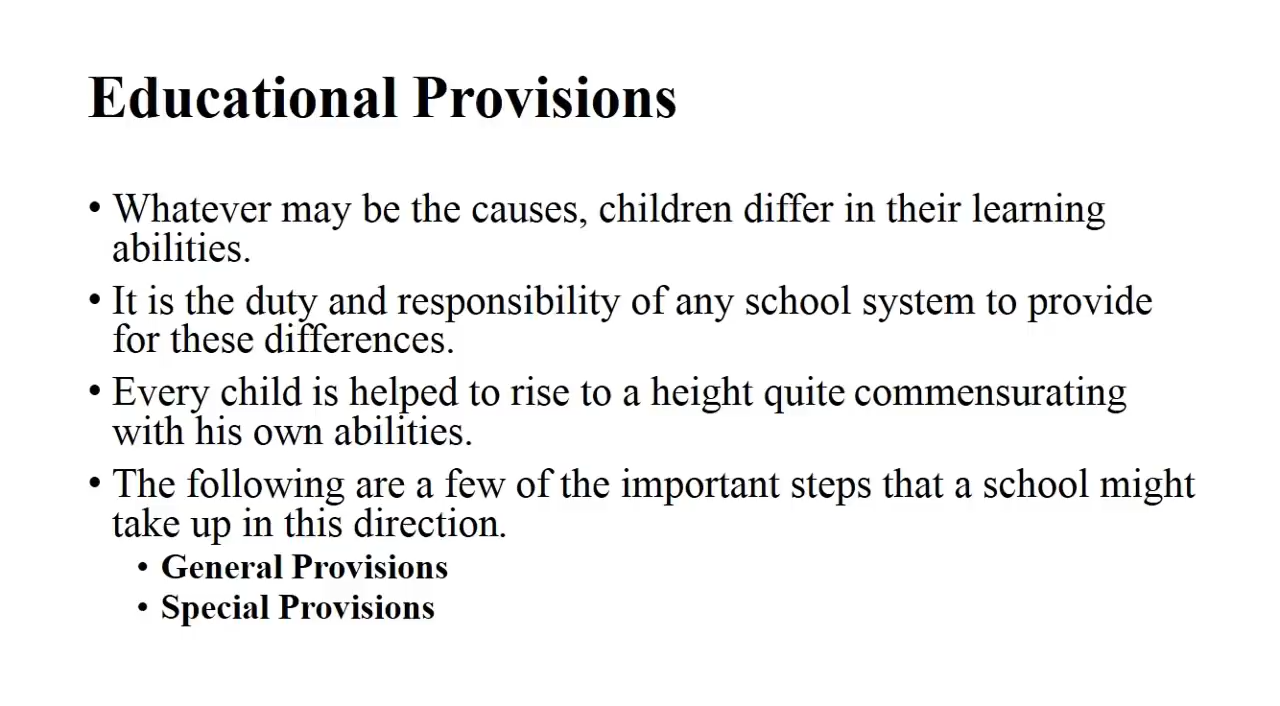 Educational Provisions
• Whatever may be the causes, children differ in their learning
abilities.
• It is the duty and responsibility of any school system to provide
for these differences.
• Every child is helped to rise to a height quite commensurating
with his own abilities.
• The following are a few of the important steps that a school might
take up in this direction.
• General Provisions
• Special Provisions